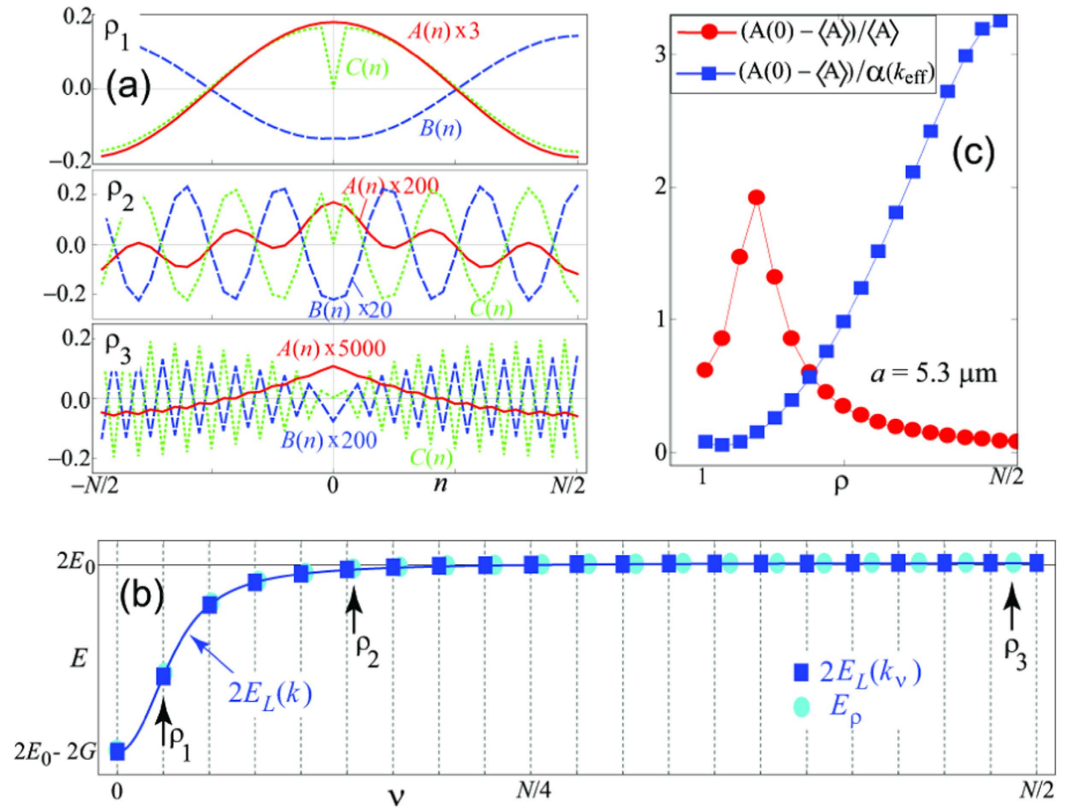 0.2
0.0
−0.2
ρ1
(a)
A(n)x3
C(n)
B(n)
0.2
0.0
−0.2
ρ2
A(n)x200
B(n)x20
C(n)
0.2
0.0
−0.2
ρ3
A(n)x5000
B(n)x200
C(n)
−N/2
0
n
N/2
(A(0) − ⟨A⟩)/⟨A⟩
(A(0) − ⟨A⟩)/α(keff)
3
2
1
0
(c)
a = 5.3 μm
1
ρ
N/2
2E0
E
2E0- 2G
(b)
ρ1
2EL(k)
ρ2
ρ3
2EL(kν)
Eρ
0
ν
N/4
N/2